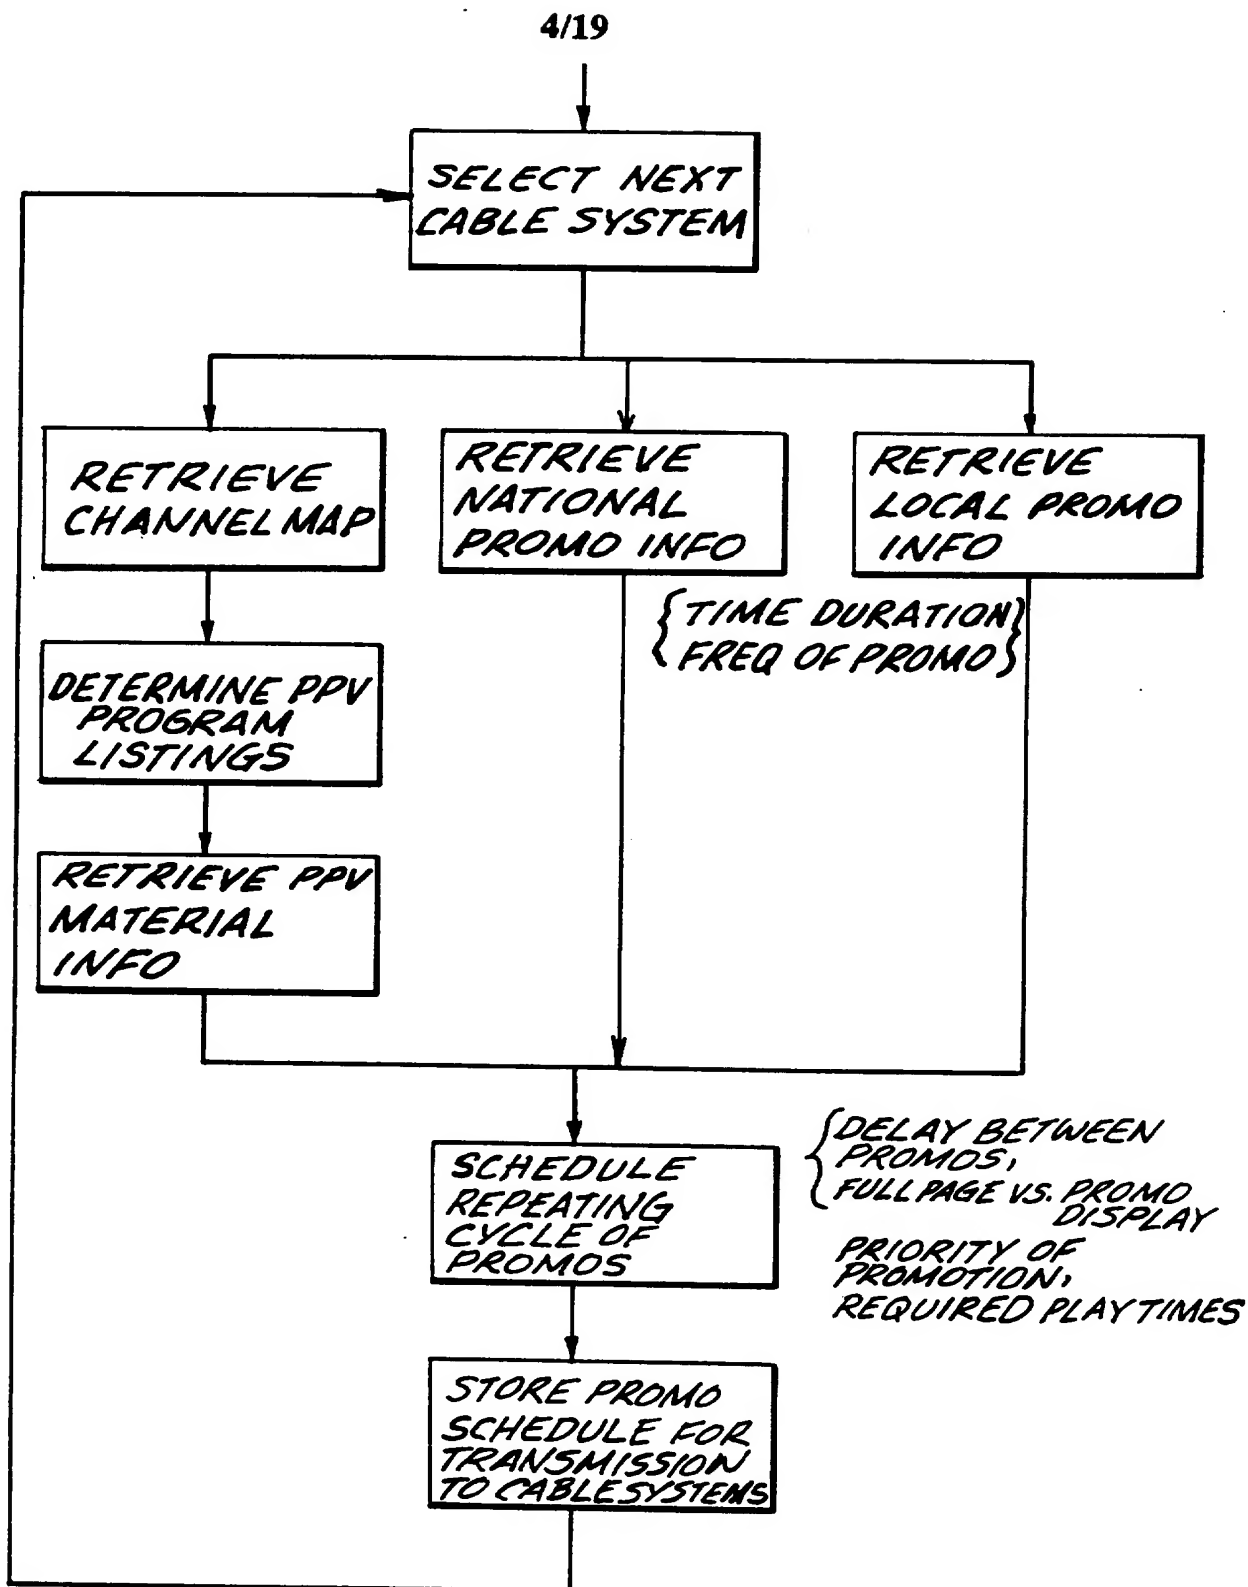 4/19
SELECT NEXT
CABLE SYSTEM
RETRIEVE
CHANNEL MAP
RETRIEVE
NATIONAL
PROMO INFO
RETRIEVE
LOCAL PROMO
INFO
{TIME DURATION}
{FREQ OF PROMO}
DETERMINE PPV
PROGRAM
LISTINGS
RETRIEVE PPV
MATERIAL
INFO
SCHEDULE
REPEATING
CYCLE OF
PROMOS
DELAY BETWEEN
PROMOS,
FULL PAGE VS. PROMO
DISPLAY
PRIORITY OF
PROMOTION,
REQUIRED PLAY TIMES
STORE PROMO
SCHEDULE FOR
TRANSMISSION
TO CABLE SYSTEMS